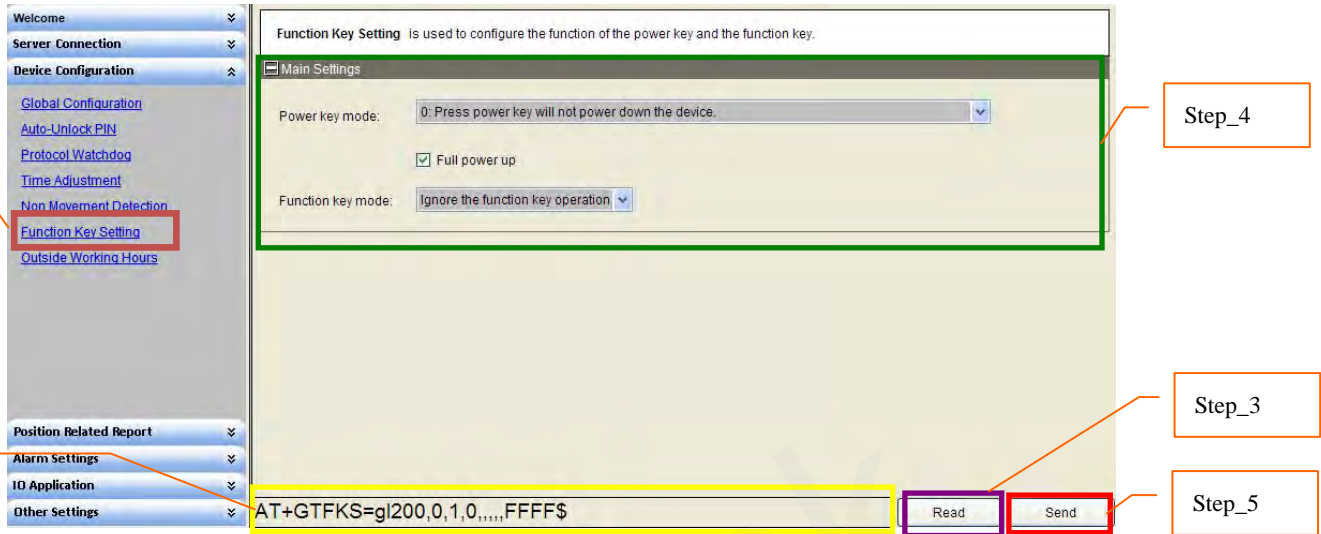 Welcome
Server Connection
Device Configuration
Global Configuration
Auto-Unlock PIN
Protocol Watchdog
Time Adjustment
Non Movement Detection
Function Key Setting
Outside Working Hours
Position Related Report
Alarm Settings
IO Application
Other Settings
Function Key Setting is used to configure the function of the power key and the function key.
Main Settings
Power key mode: 0: Press power key will not power down the device.
Full power up
Function key mode: Ignore the function key operation
AT+GTFKS=gl200,0,1,0,,,,,FFFF$
Read
Send
Step_4
Step_3
Step_5